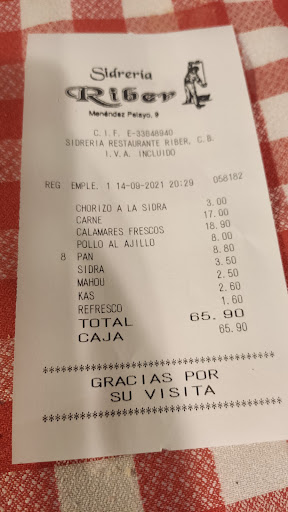 Sidrería
Riber
Menéndez Pelayo, 9
C.I.F. E-33848940
SIDRERIA RESTAURANTE RIBER, C.B.
I.V.A. INCLUIDO
REG EMPLE. 1 14-09-2021 20:29 058182
CHORIZO A LA SIDRA 3.00
CARNE 17.00
CALAMARES FRESCOS 18.90
POLLO AL AJILLO 8.00
8 PAN 8.80
SIDRA 3.50
MAHOU 2.50
KAS 2.60
REFRESCO 1.60
TOTAL 65.90
CAJA 65.90
GRACIAS POR
SU VISITA